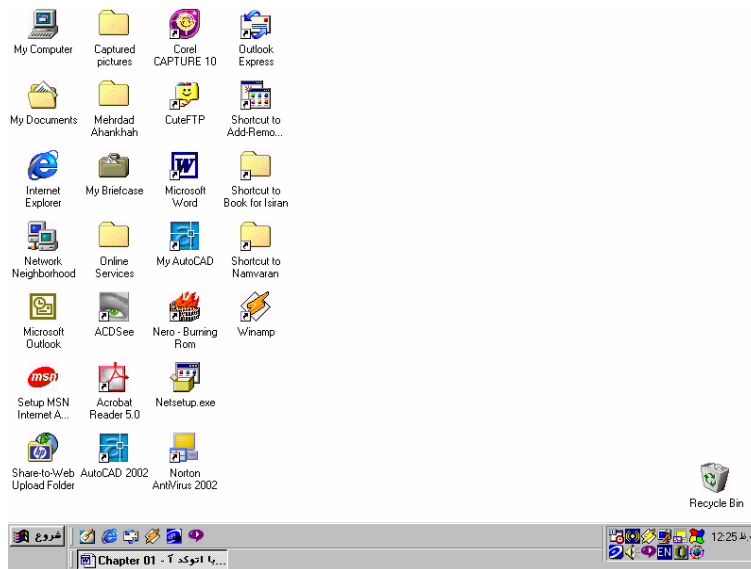 My Computer
Captured
pictures
Corel
CAPTURE 10
Outlook
Express
My Documents
Mehrdad
Ahankhah
CuteFTP
Shortcut to
Add-Remo...
Internet
Explorer
My Briefcase
Microsoft
Word
Shortcut to
Book for Isiran
Network
Neighborhood
Online
Services
My AutoCAD
Shortcut to
Namvaran
Microsoft
Outlook
ACDSee
Nero - Burning
Rom
Winamp
msn
Setup MSN
Internet A...
Acrobat
Reader 5.0
Netsetup.exe
Share-to-Web
Upload Folder
AutoCAD 2002
Norton
AntiVirus 2002
Recycle Bin
شروع
12:25 ب.ظ
Chapter 01 - با اتوکد آ...
EN